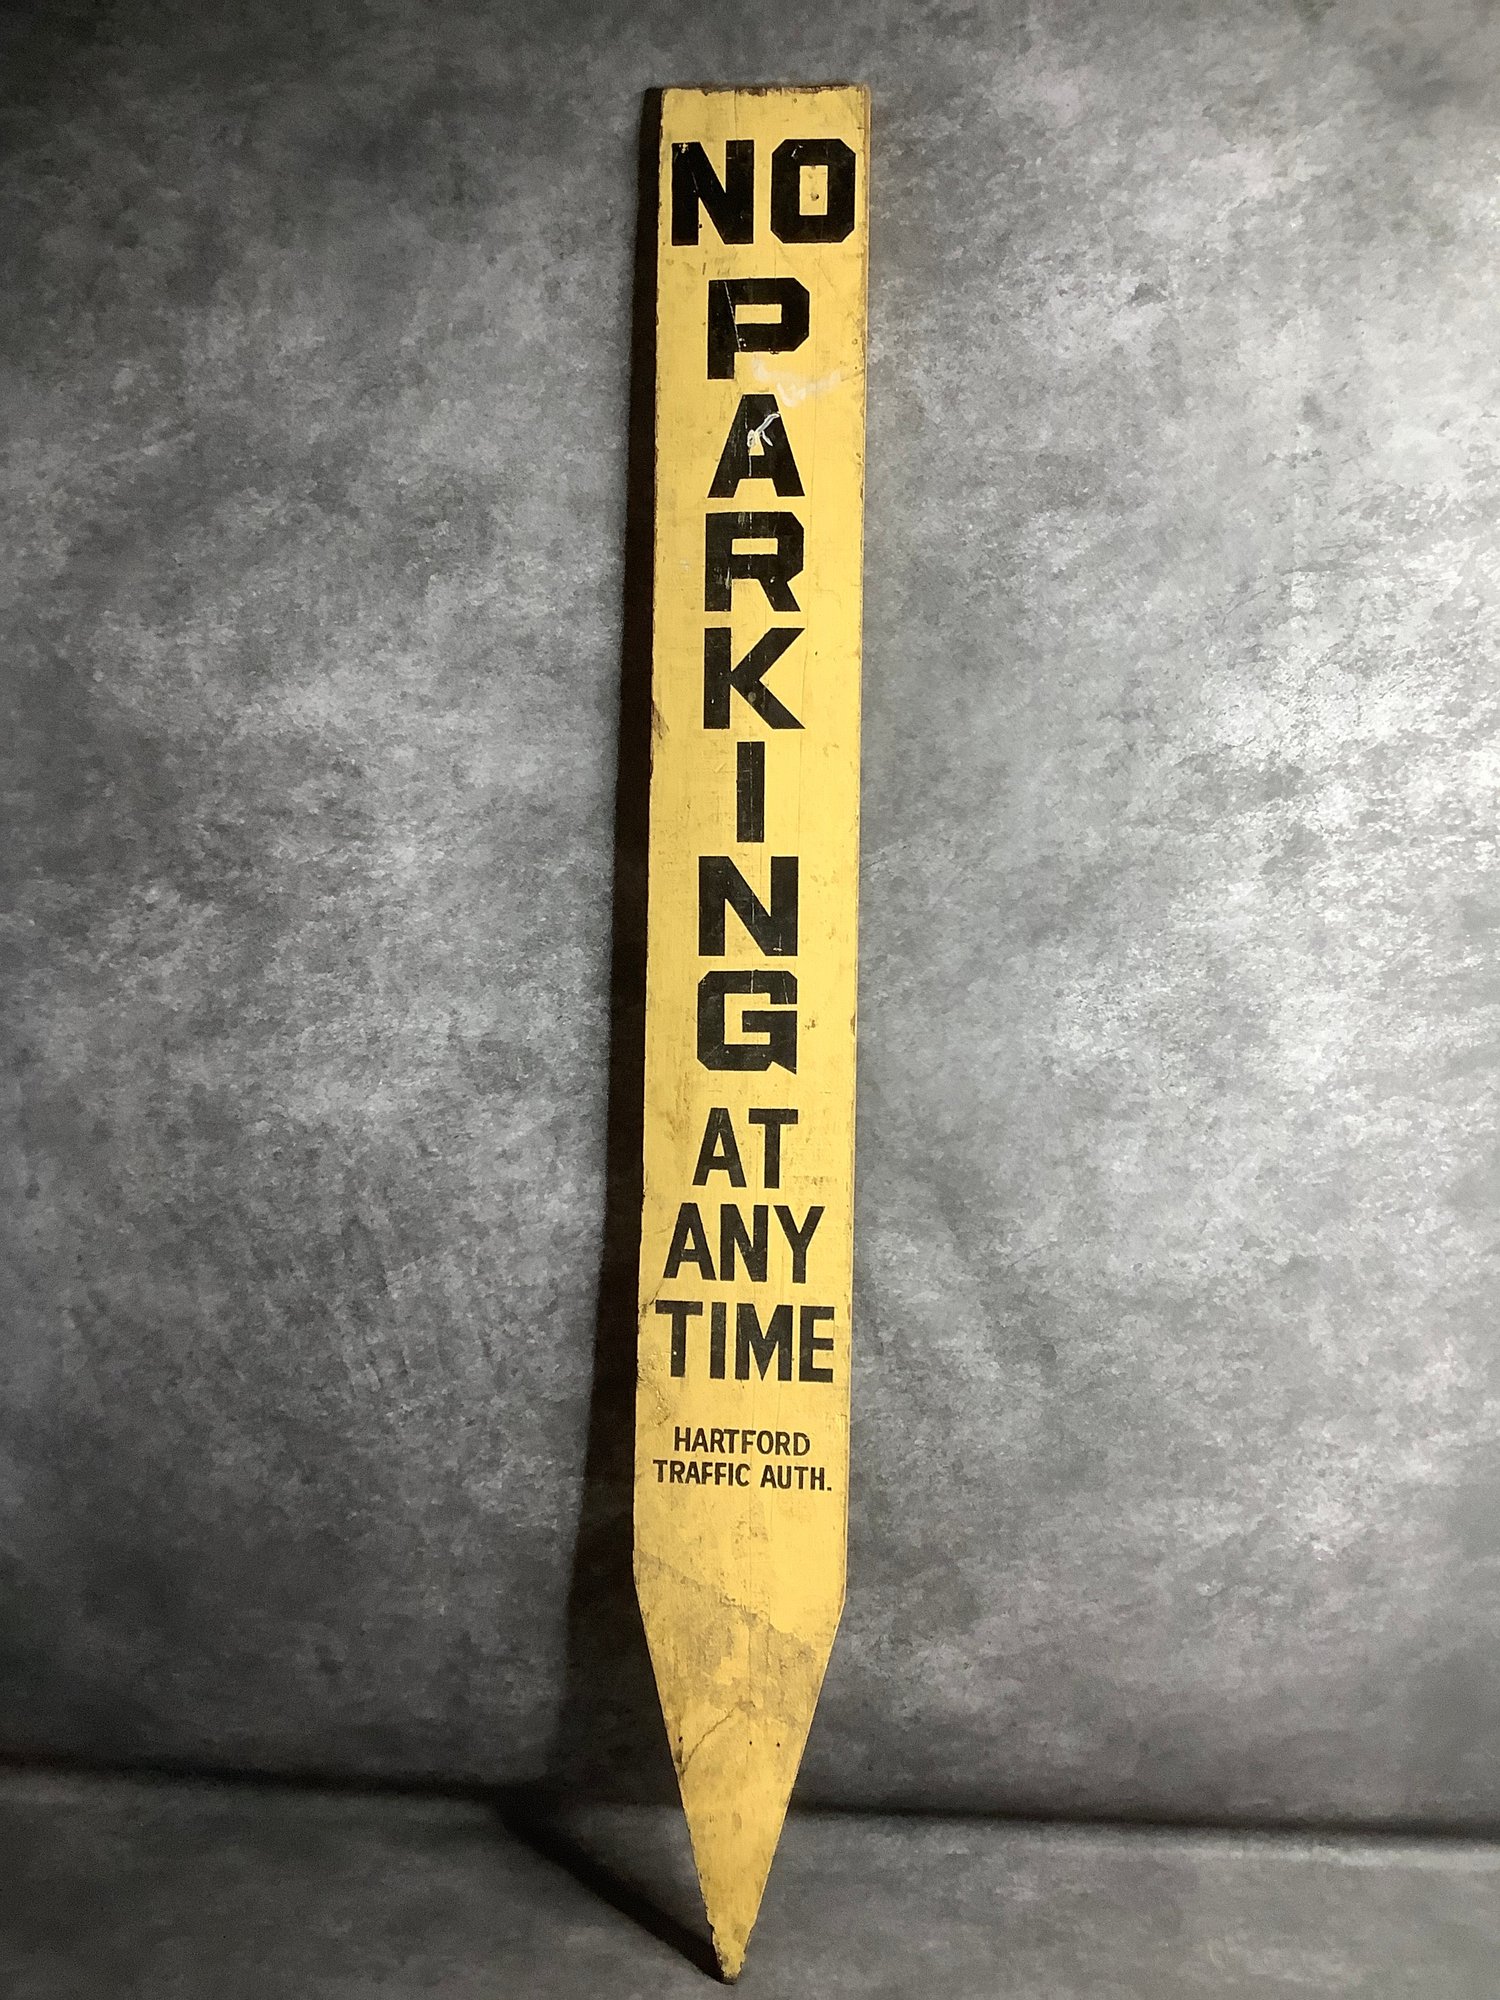 NO
P
A
R
K
I
N
G
AT
ANY
TIME
HARTFORD
TRAFFIC AUTH.